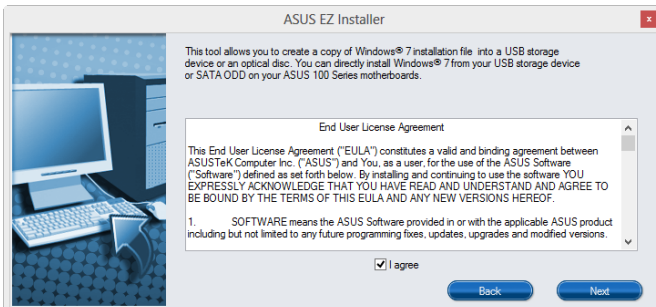 ASUS EZ Installer
x
This tool allows you to create a copy of Windows® 7 installation file into a USB storage
device or an optical disc. You can directly install Windows® 7 from your USB storage device
or SATA ODD on your ASUS 100 Series motherboards.
End User License Agreement
This End User License Agreement ("EULA") constitutes a valid and binding agreement between
ASUSTeK Computer Inc. ("ASUS") and You, as a user, for the use of the ASUS Software
("Software") defined as set forth below. By installing and continuing to use the software YOU
EXPRESSLY ACKNOWLEDGE THAT YOU HAVE READ AND UNDERSTAND AND AGREE TO
BE BOUND BY THE TERMS OF THIS EULA AND ANY NEW VERSIONS HEREOF.
1. SOFTWARE means the ASUS Software provided in or with the applicable ASUS product
including but not limited to any future programming fixes, updates, upgrades and modified versions.
I agree
Back Next